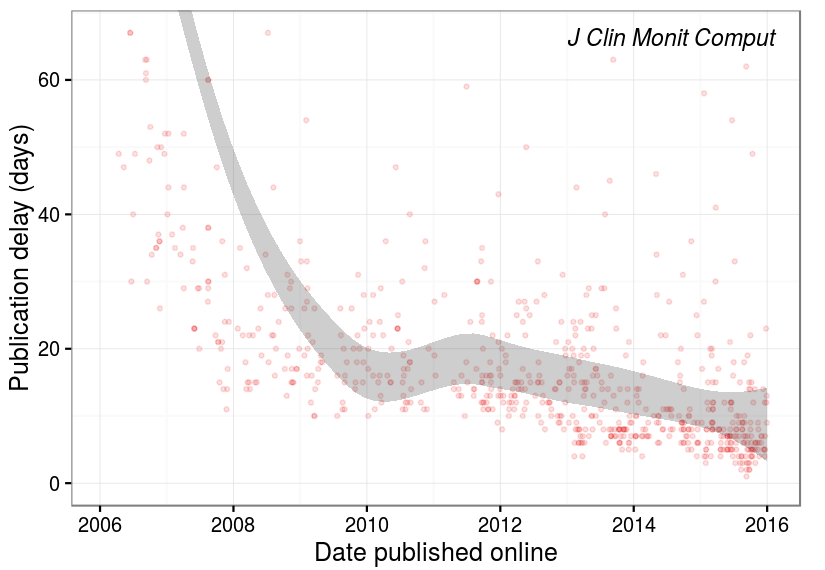 J Clin Monit Comput
Publication delay (days)
60
40
20
0
2006 2008 2010 2012 2014 2016
Date published online